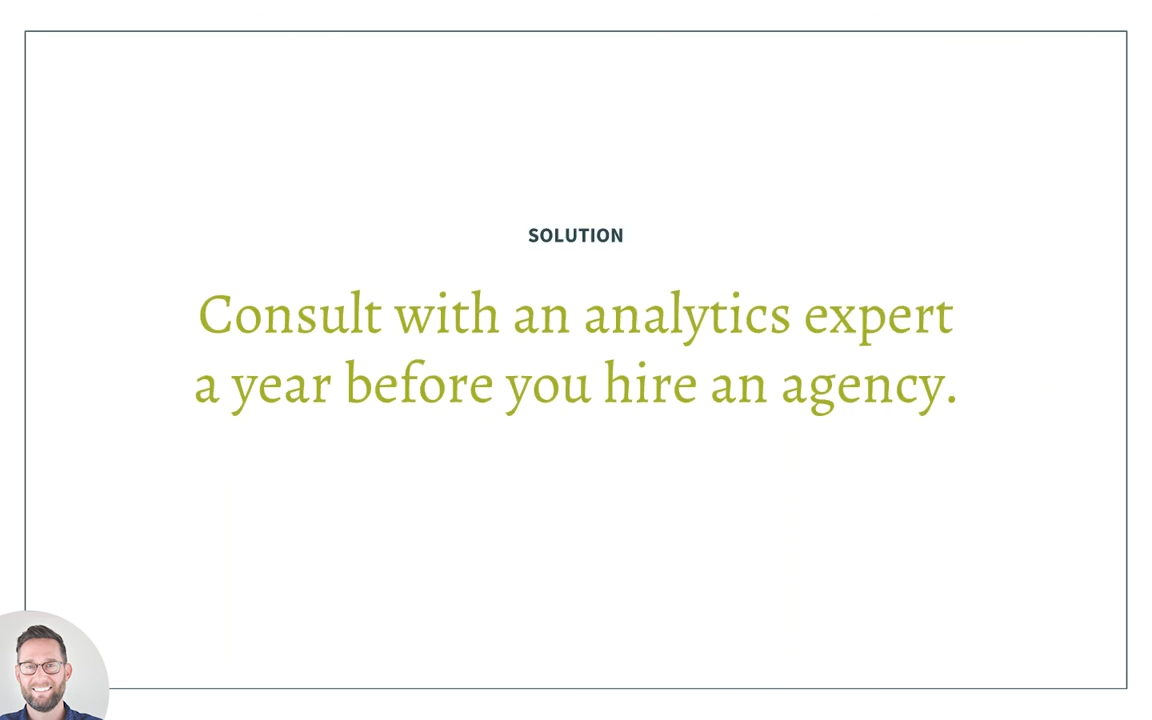 SOLUTION
Consult with an analytics expert
a year before you hire an agency.